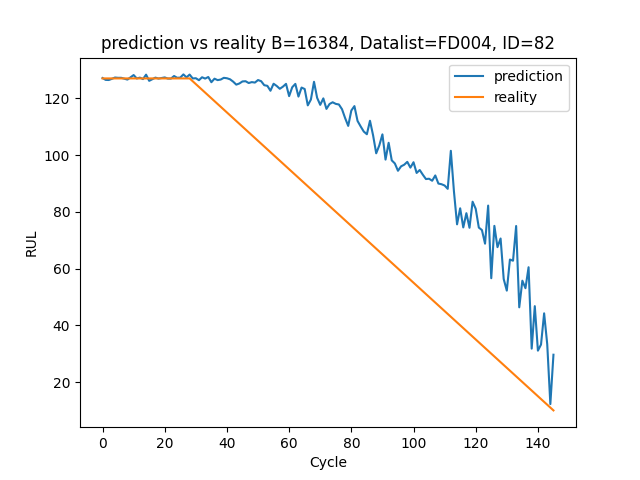 prediction vs reality B=16384, Datalist=FD004, ID=82
prediction
reality
120
100
80
60
40
20
RUL
0 20 40 60 80 100 120 140
Cycle